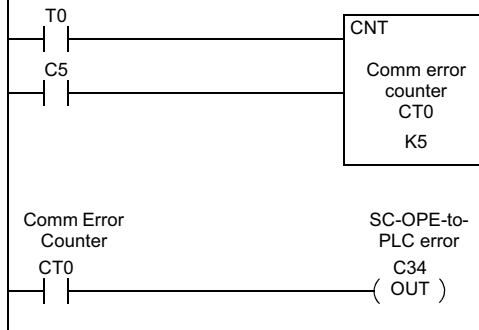 T0
CNT
C5
Comm error
counter
CT0
K5
Comm Error
Counter
CT0
SC-OPE-to-
PLC error
C34
OUT